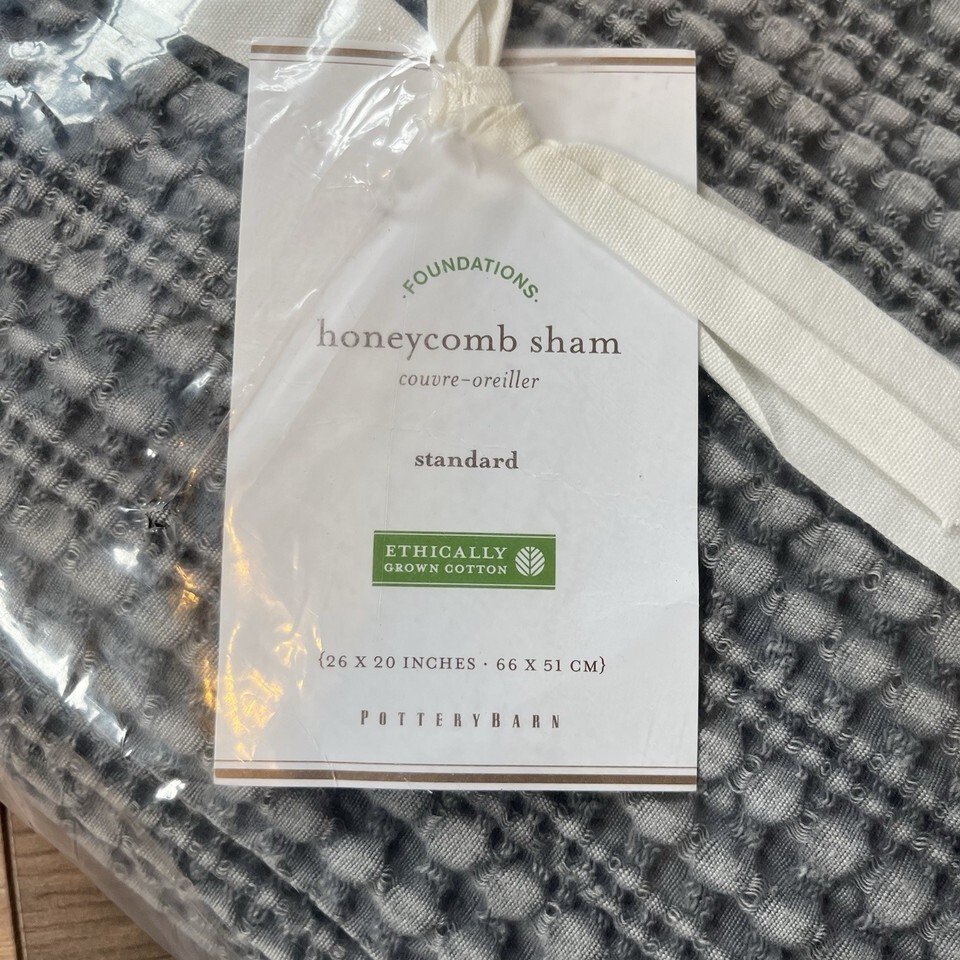 ·FOUNDATIONS·
honeycomb sham
couvre-oreiller
standard
ETHICALLY
GROWN COTTON
{26 X 20 INCHES · 66 X 51 CM}
POTTERYBARN